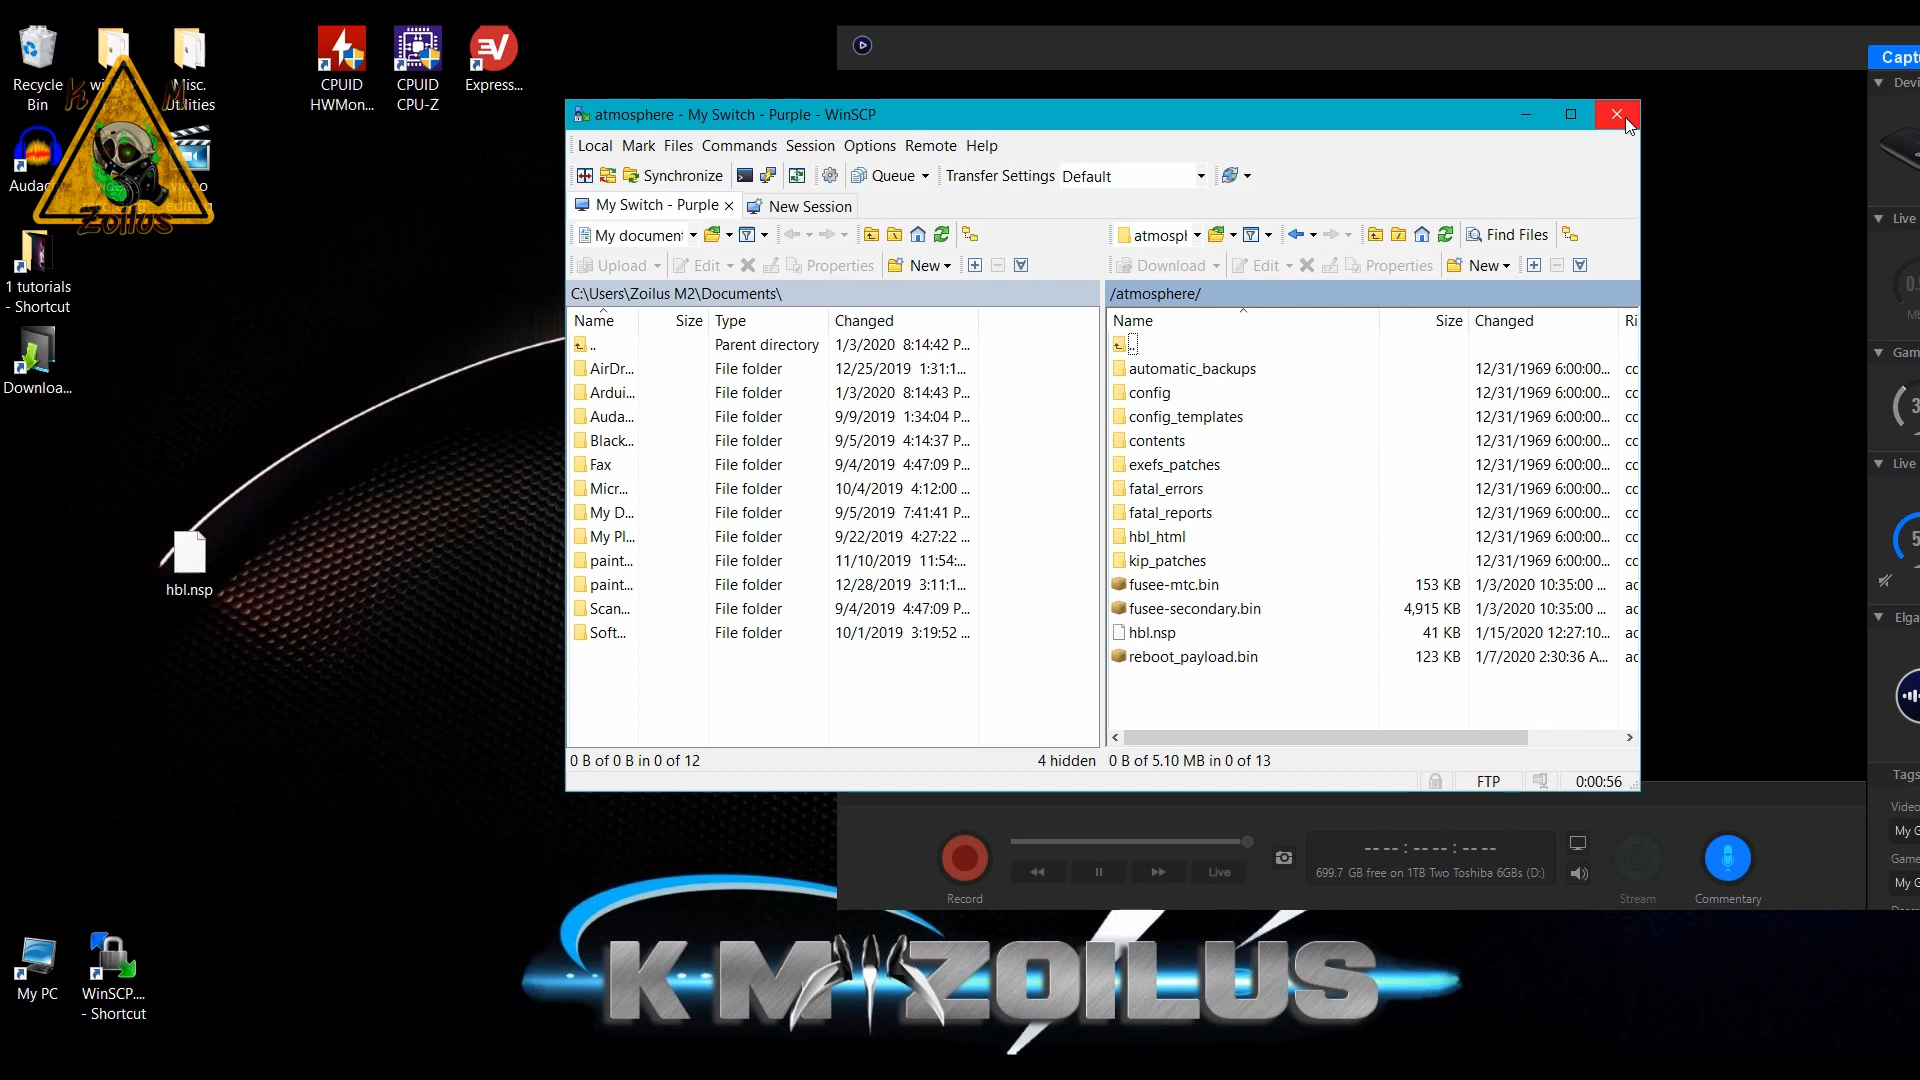 Recycle
Bin
Misc.
Utilities
CPUID
HWMon...
CPUID
CPU-Z
Express...
Zoilus
1 tutorials
- Shortcut
Downloa...
hbl.nsp
My PC
WinSCP....
- Shortcut
atmosphere - My Switch - Purple - WinSCP
Local Mark Files Commands Session Options Remote Help
Synchronize Queue Transfer Settings Default
My Switch - Purple New Session
My document atmospl Find Files
Upload Edit Properties New Download Edit Properties New
C:\Users\Zoilus M2\Documents\
Name Size Type Changed
.. Parent directory 1/3/2020 8:14:42 P...
AirDr... File folder 12/25/2019 1:31:1...
Ardui... File folder 1/3/2020 8:14:43 P...
Auda... File folder 9/9/2019 1:34:04 P...
Black... File folder 9/5/2019 4:14:37 P...
Fax File folder 9/4/2019 4:47:09 P...
Micr... File folder 10/4/2019 4:12:00 ...
My D... File folder 9/5/2019 7:41:41 P...
My Pl... File folder 9/22/2019 4:27:22 ...
paint... File folder 11/10/2019 11:54:...
paint... File folder 12/28/2019 3:11:1...
Scan... File folder 9/4/2019 4:47:09 P...
Soft... File folder 10/1/2019 3:19:52 ...
0 B of 0 B in 0 of 12 4 hidden
/atmosphere/
Name Size Changed Ri
..
automatic_backups 12/31/1969 6:00:00...
config 12/31/1969 6:00:00...
config_templates 12/31/1969 6:00:00...
contents 12/31/1969 6:00:00...
exefs_patches 12/31/1969 6:00:00...
fatal_errors 12/31/1969 6:00:00...
fatal_reports 12/31/1969 6:00:00...
hbl_html 12/31/1969 6:00:00...
kip_patches 12/31/1969 6:00:00...
fusee-mtc.bin 153 KB 1/3/2020 10:35:00 ...
fusee-secondary.bin 4,915 KB 1/3/2020 10:35:00 ...
hbl.nsp 41 KB 1/15/2020 12:27:10...
reboot_payload.bin 123 KB 1/7/2020 2:30:36 A...
0 B of 5.10 MB in 0 of 13
FTP 0:00:56
Record
Live
-- -- : -- -- : -- --
699.7 GB free on 1TB Two Toshiba 6GBs (D:)
Stream
Commentary
Capt
Devi
Live
Gam
Live
Elga
Tags
Video
My G
Game
My G
KM ZOILUS